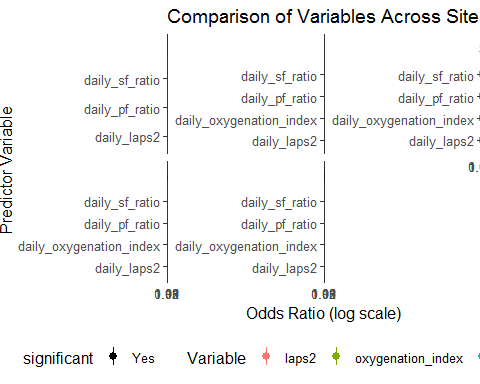 Comparison of Variables Across Site
daily_sf_ratio
daily_pf_ratio
daily_laps2
daily_sf_ratio
daily_pf_ratio
daily_oxygenation_index
daily_laps2
daily_sf_ratio
daily_pf_ratio
daily_oxygenation_index
daily_laps2
daily_sf_ratio
daily_pf_ratio
daily_oxygenation_index
daily_laps2
daily_sf_ratio
daily_pf_ratio
daily_oxygenation_index
daily_laps2
Predictor Variable
Odds Ratio (log scale)
significant Yes Variable laps2 oxygenation_index